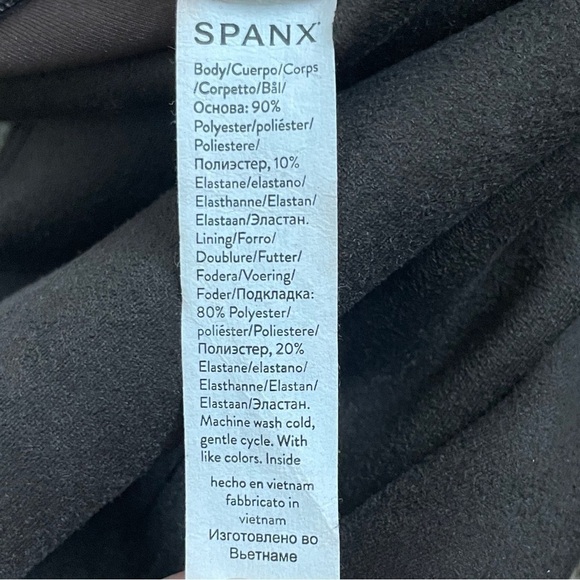 SPANX
Body/Cuerpo/Corps
/Corpetto/Bål/
Основа: 90%
Polyester/poliéster/
Poliestere/
Полиэстер, 10%
Elastane/elastano/
Elasthanne/Elastan/
Elastaan/Эластан.
Lining/Forro/
Doublure/Futter/
Fodera/Voering/
Foder/Подкладка:
80% Polyester/
poliéster/Poliestere/
Полиэстер, 20%
Elastane/elastano/
Elasthanne/Elastan/
Elastaan/Эластан.
Machine wash cold,
gentle cycle. With
like colors. Inside
hecho en vietnam
fabbricato in
vietnam
Изготовлено во
Вьетнаме